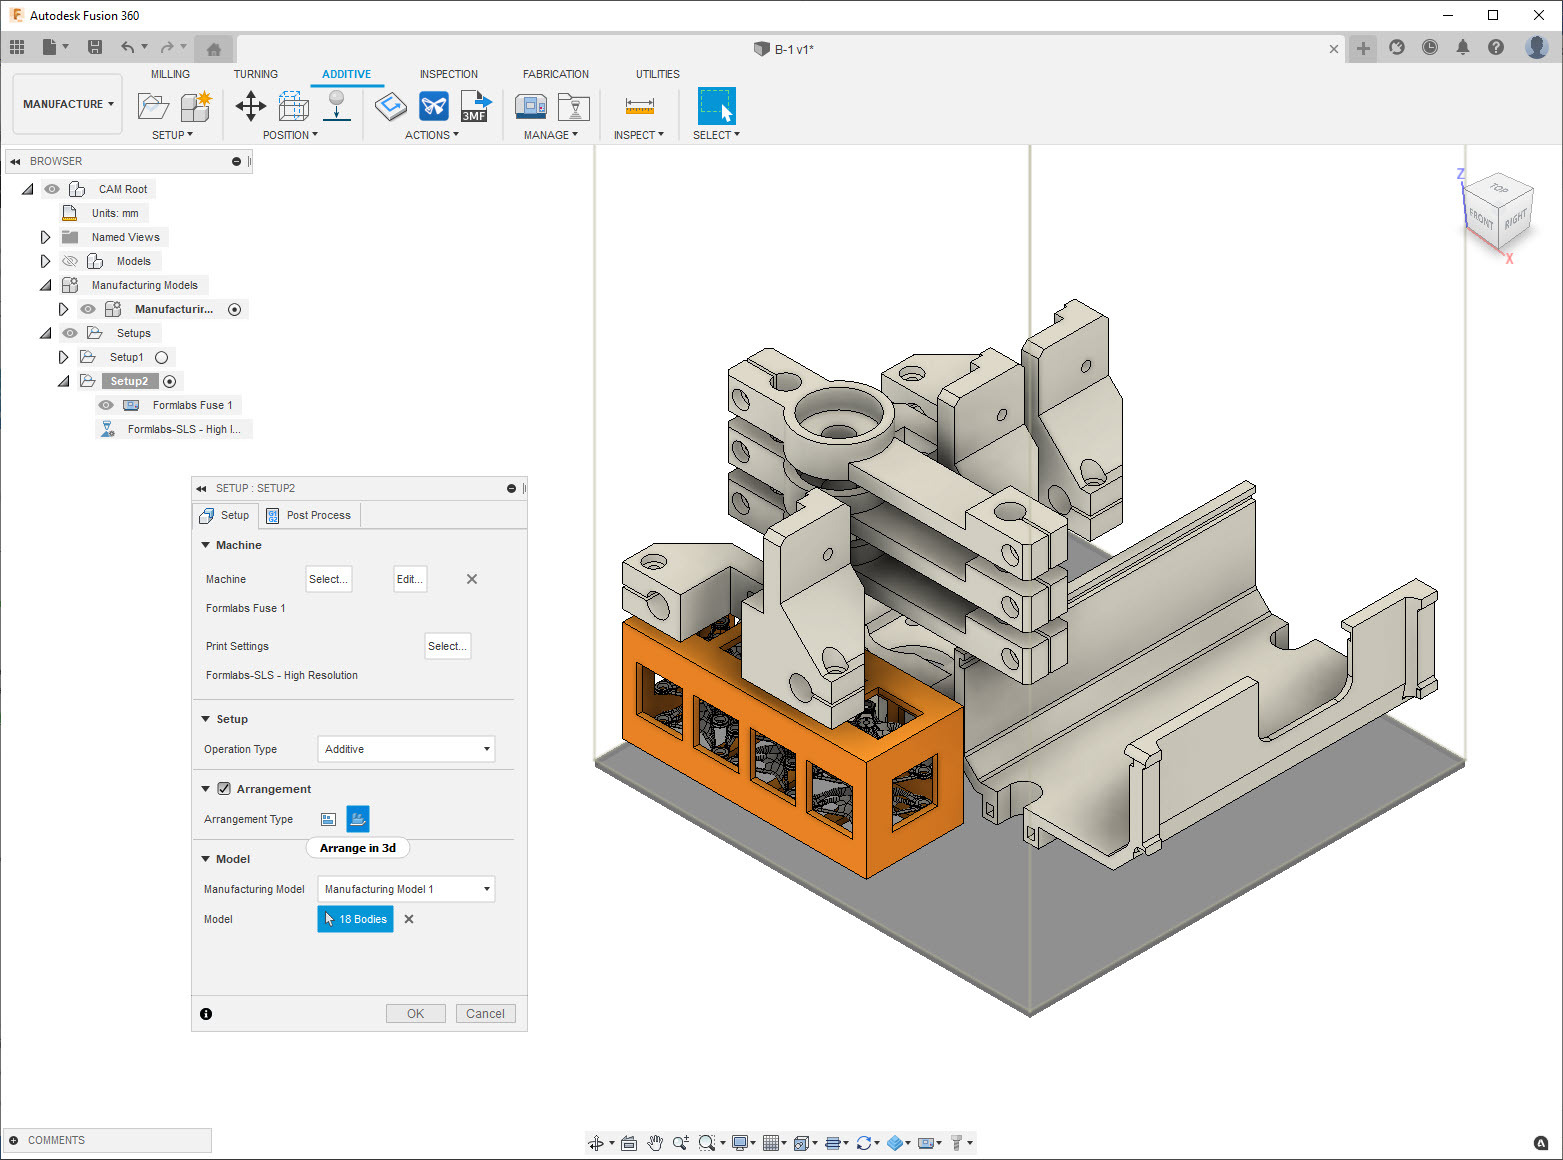 Autodesk Fusion 360
B-1 v1*
MILLING TURNING ADDITIVE INSPECTION FABRICATION UTILITIES
MANUFACTURE
3MF
SETUP POSITION ACTIONS MANAGE INSPECT SELECT
BROWSER
CAM Root
Units: mm
Named Views
Models
Manufacturing Models
Manufacturir...
Setups
Setup1
Setup2
Formlabs Fuse 1
Formlabs-SLS - High I...
Z
TOP
FRONT RIGHT
X
SETUP : SETUP2
Setup
G1
G2
Post Process
Machine
Machine Select... Edit...
Formlabs Fuse 1
Print Settings Select...
Formlabs-SLS - High Resolution
Setup
Operation Type Additive
Arrangement
Arrangement Type
Arrange in 3d
Model
Manufacturing Model Manufacturing Model 1
Model 18 Bodies
OK Cancel
COMMENTS